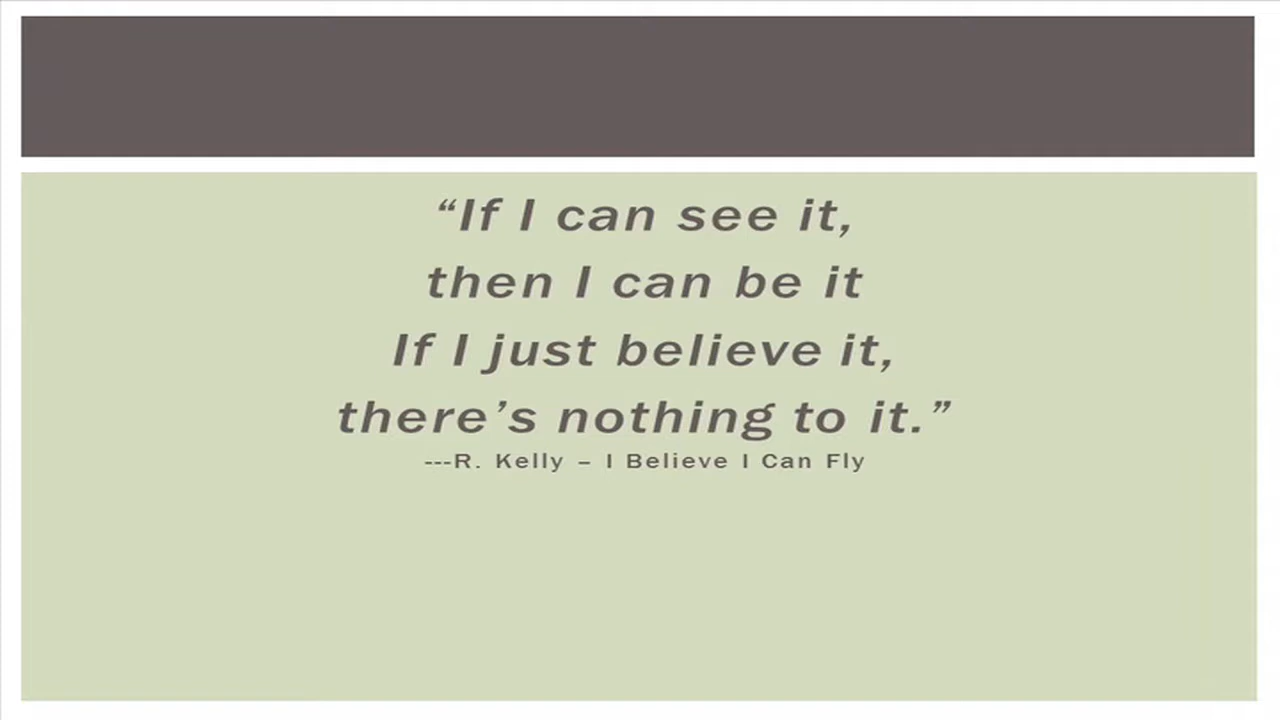 “If I can see it,
then I can be it
If I just believe it,
there’s nothing to it.”
---R. Kelly – I Believe I Can Fly